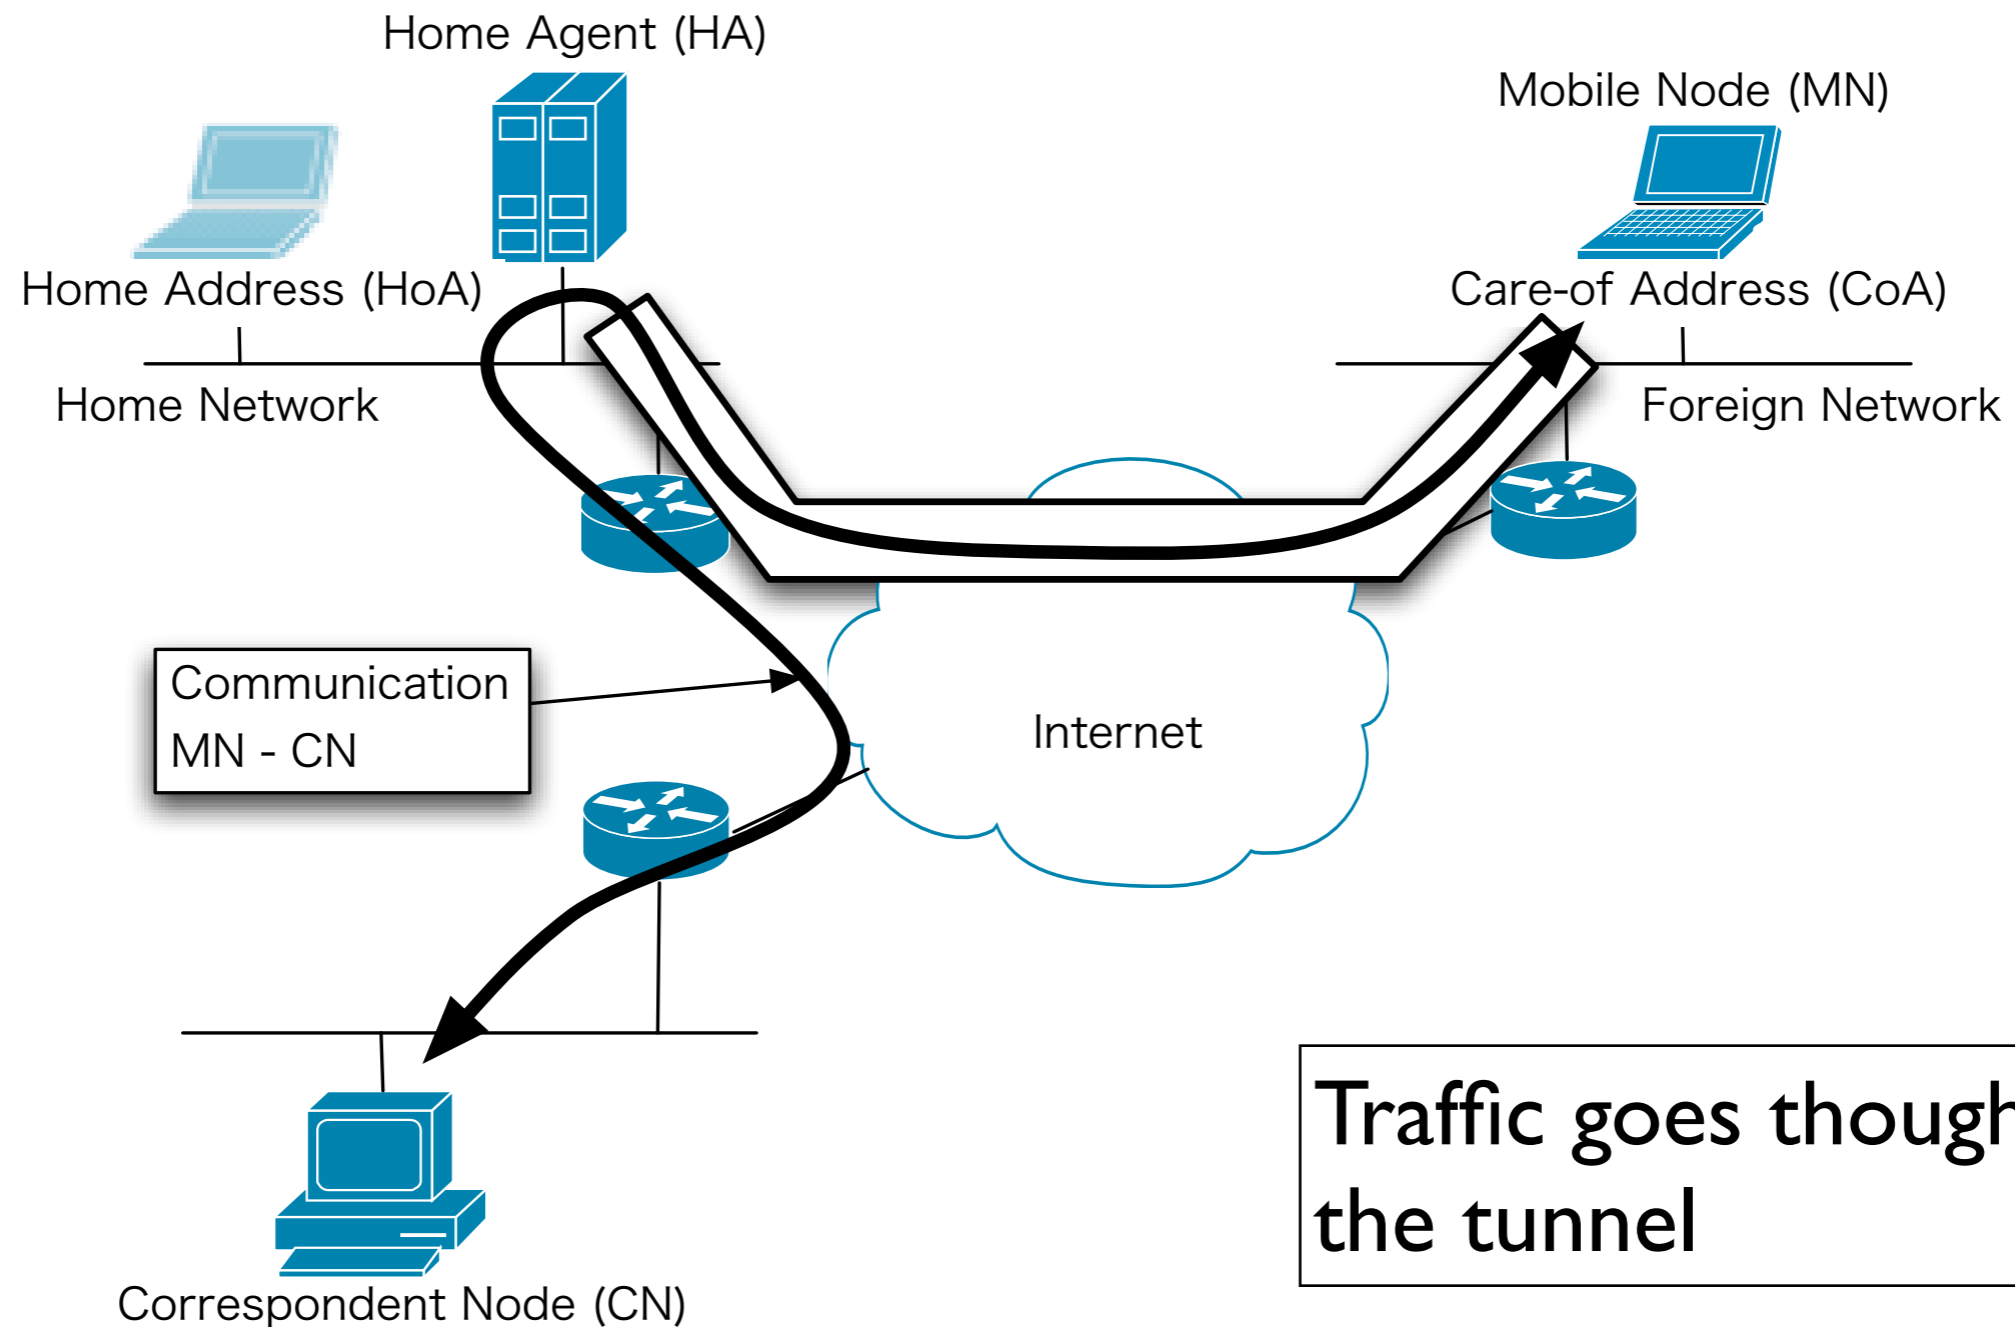 Home Agent (HA)
Mobile Node (MN)
Home Address (HoA)
Care-of Address (CoA)
Home Network
Foreign Network
Communication
MN - CN
Internet
Traffic goes though
the tunnel
Correspondent Node (CN)